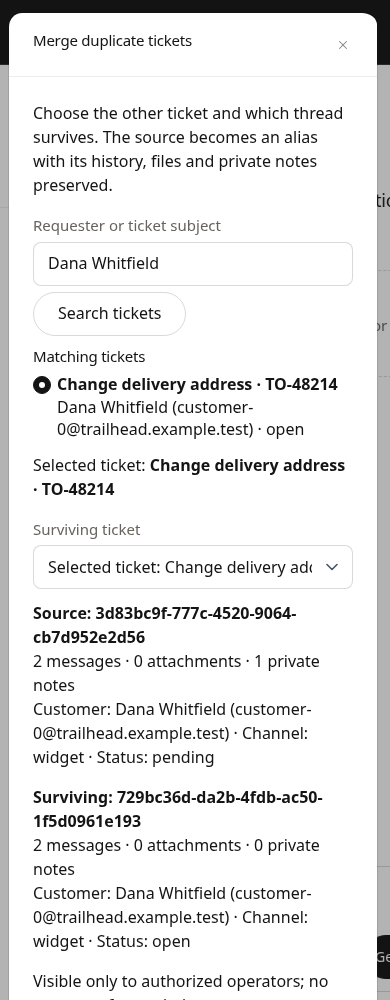 Merge duplicate tickets
×
Choose the other ticket and which thread
survives. The source becomes an alias
with its history, files and private notes
preserved.
Requester or ticket subject
Dana Whitfield
Search tickets
Matching tickets
Change delivery address · TO-48214
Dana Whitfield (customer-
0@trailhead.example.test) · open
Selected ticket: Change delivery address
· TO-48214
Surviving ticket
Selected ticket: Change delivery
Source: 3d83bc9f-777c-4520-9064-
cb7d952e2d56
2 messages · 0 attachments · 1 private
notes
Customer: Dana Whitfield (customer-
0@trailhead.example.test) · Channel:
widget · Status: pending
Surviving: 729bc36d-da2b-4fdb-ac50-
1f5d0961e193
2 messages · 0 attachments · 0 private
notes
Customer: Dana Whitfield (customer-
0@trailhead.example.test) · Channel:
widget · Status: open
Visible only to authorized operators; no